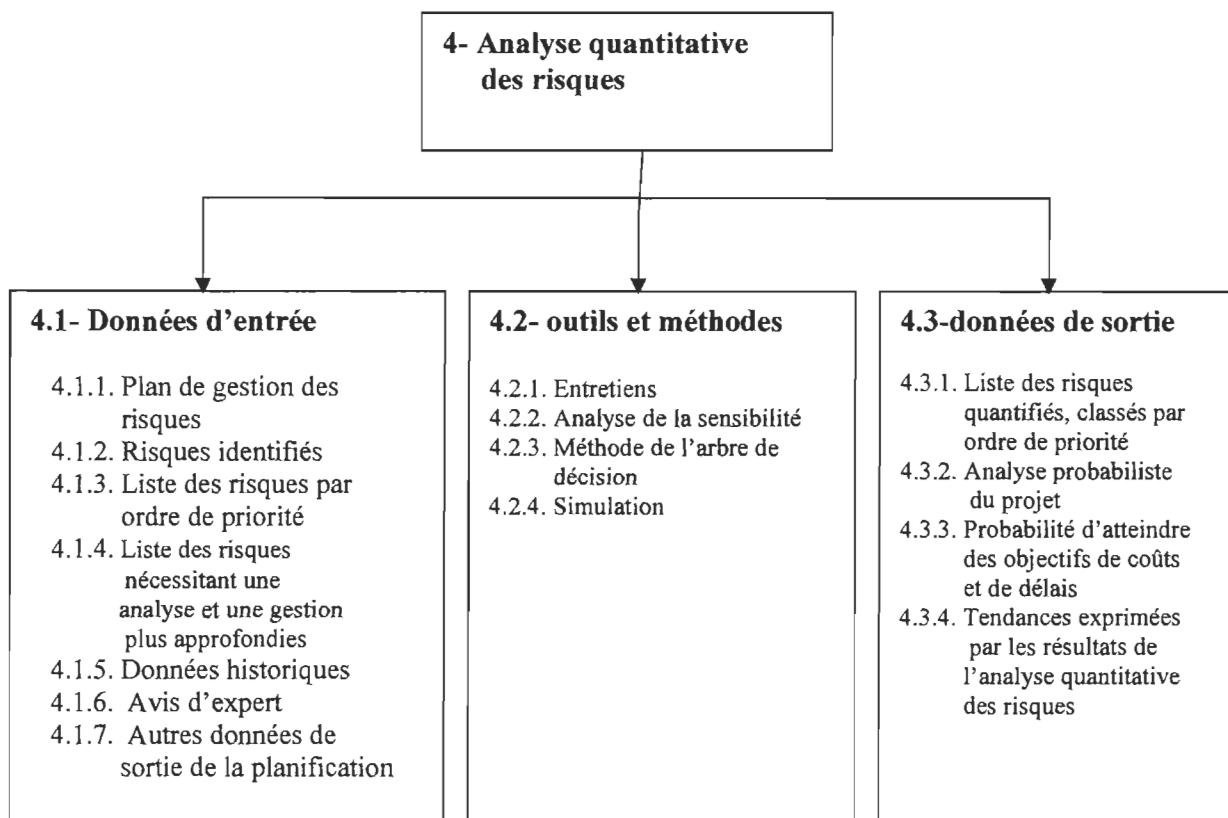 4- Analyse quantitative
des risques
4.1- Données d'entrée
4.1.1. Plan de gestion des
risques
4.1.2. Risques identifiés
4.1.3. Liste des risques par
ordre de priorité
4.1.4. Liste des risques
nécessitant une
analyse et une gestion
plus approfondies
4.1.5. Données historiques
4.1.6. Avis d'expert
4.1.7. Autres données de
sortie de la planification
4.2- outils et méthodes
4.2.1. Entretiens
4.2.2. Analyse de la sensibilité
4.2.3. Méthode de l'arbre de
décision
4.2.4. Simulation
4.3-données de sortie
4.3.1. Liste des risques
quantifiés, classés par
ordre de priorité
4.3.2. Analyse probabiliste
du projet
4.3.3. Probabilité d'atteindre
des objectifs de coûts
et de délais
4.3.4. Tendances exprimées
par les résultats de
l'analyse quantitative
des risques